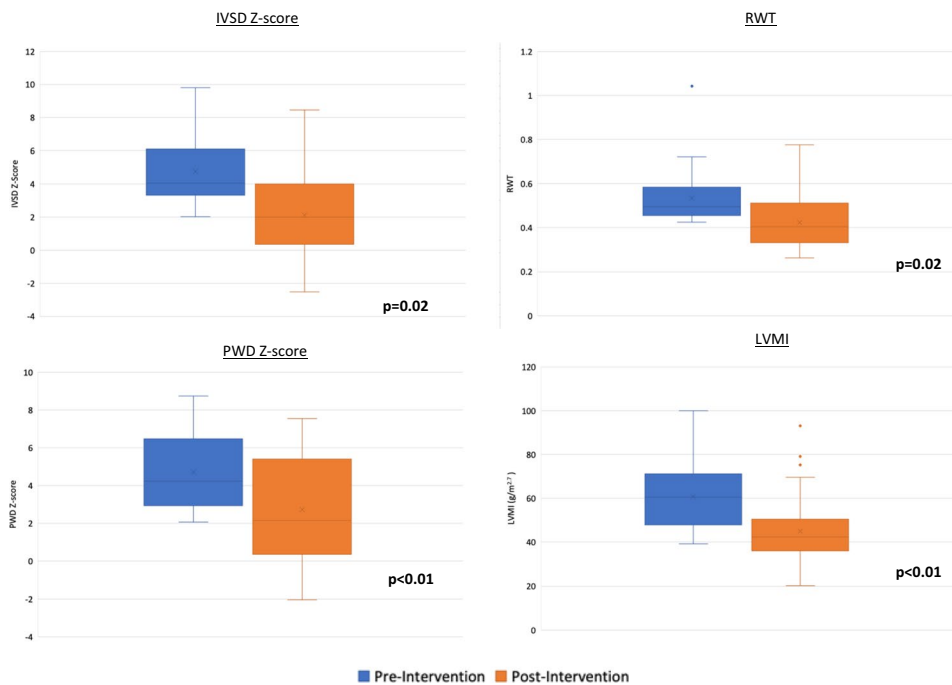 IVSD Z-score
12
10
8
6
4
2
0
-2
-4
IVSD Z-Score
p=0.02
RWT
1.2
1
0.8
0.6
0.4
0.2
0
RWT
p=0.02
PWD Z-score
10
8
6
4
2
0
-2
-4
PWD Z-score
p<0.01
LVMI
120
100
80
60
40
20
0
LVMI (g/m2.7)
p<0.01
Pre-Intervention Post-Intervention